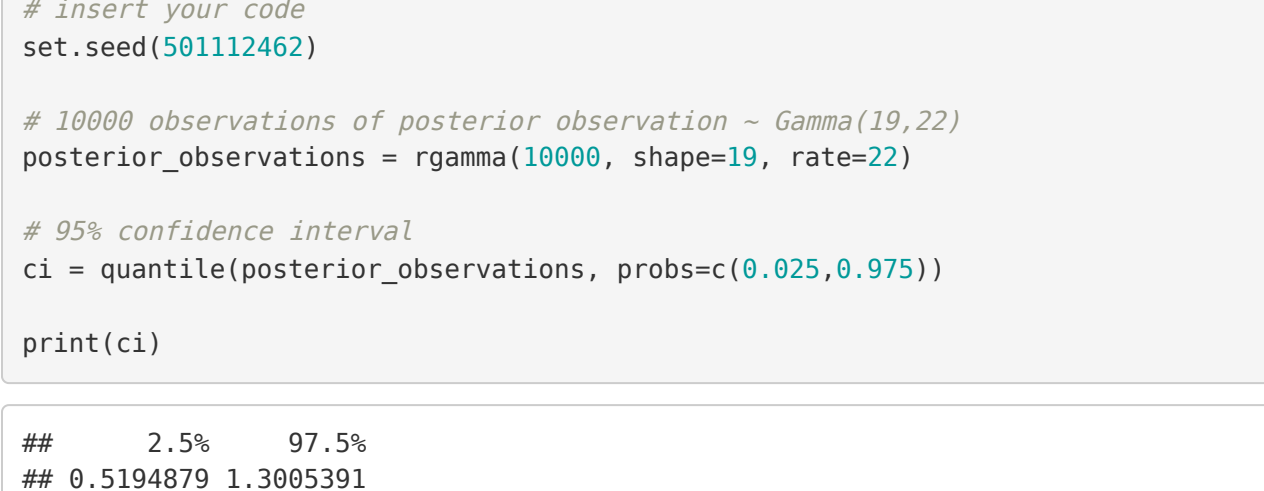 # insert your code
set.seed(501112462)
# 10000 observations of posterior observation ~ Gamma(19,22)
posterior_observations = rgamma(10000, shape=19, rate=22)
# 95% confidence interval
ci = quantile(posterior_observations, probs=c(0.025,0.975))
print(ci)
##      2.5%     97.5%
## 0.5194879 1.3005391